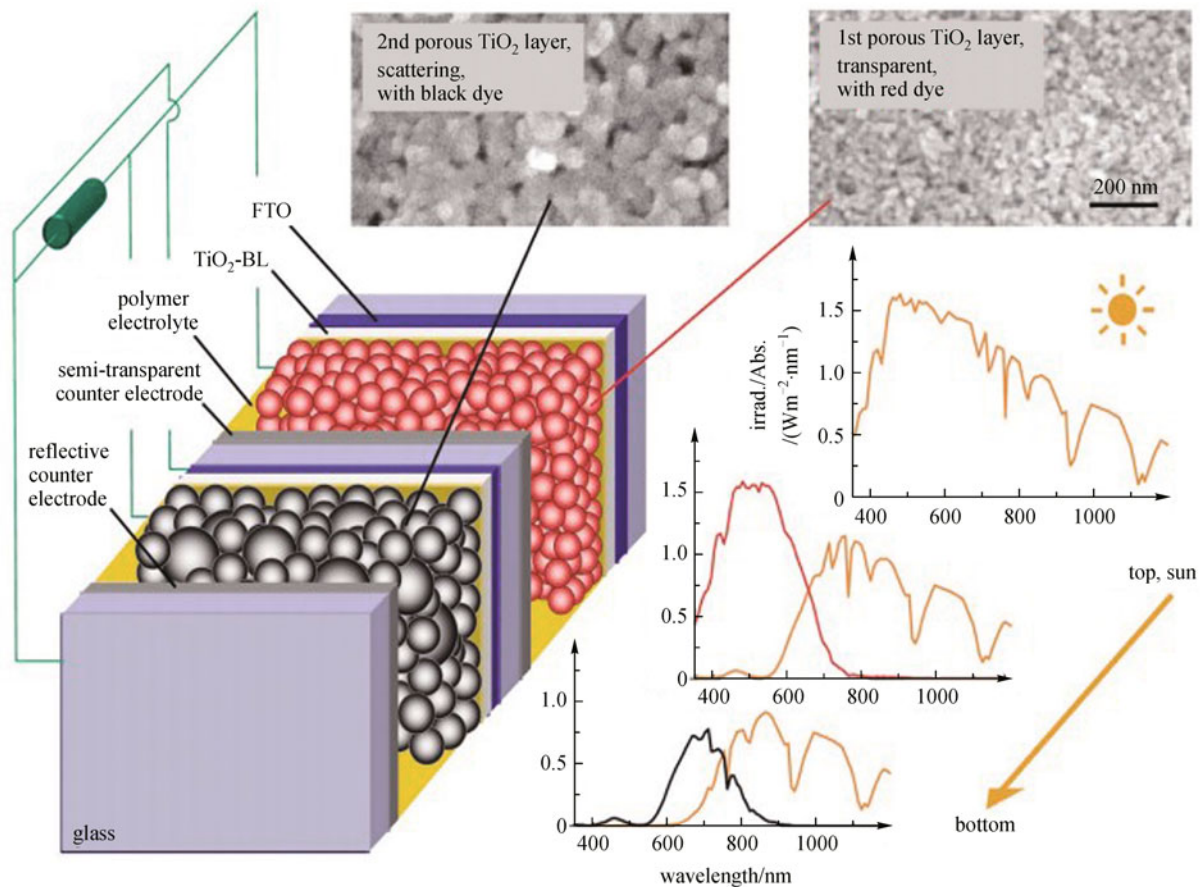 2nd porous TiO₂ layer,
scattering,
with black dye
1st porous TiO₂ layer,
transparent,
with red dye
200 nm
FTO
TiO₂-BL
polymer
electrolyte
semi-transparent
counter electrode
reflective
counter
electrode
glass
irrad./Abs.
/(Wm⁻²·nm⁻¹)
1.5
1.0
0.5
0
400 600 800 1000
1.5
1.0
0.5
0
400 600 800 1000
1.0
0.5
0
400 600 800 1000
wavelength/nm
top, sun
bottom